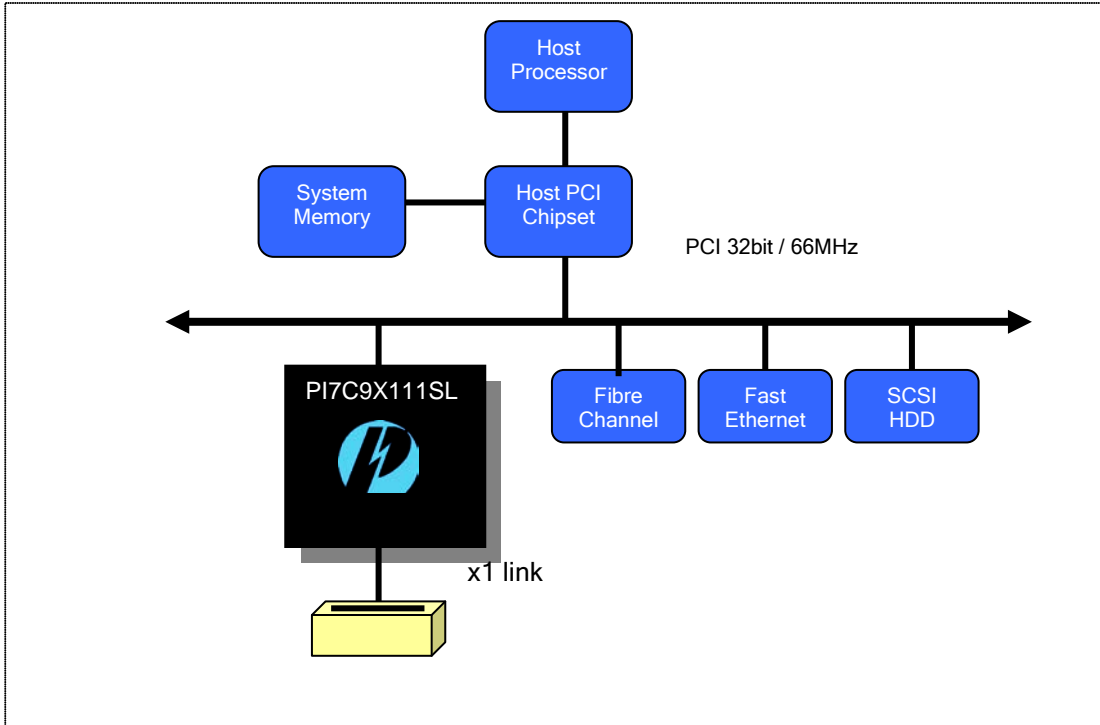 Host
Processor
System
Memory
Host PCI
Chipset
PCI 32bit / 66MHz
PI7C9X111SL
Fibre
Channel
Fast
Ethernet
SCSI
HDD
x1 link